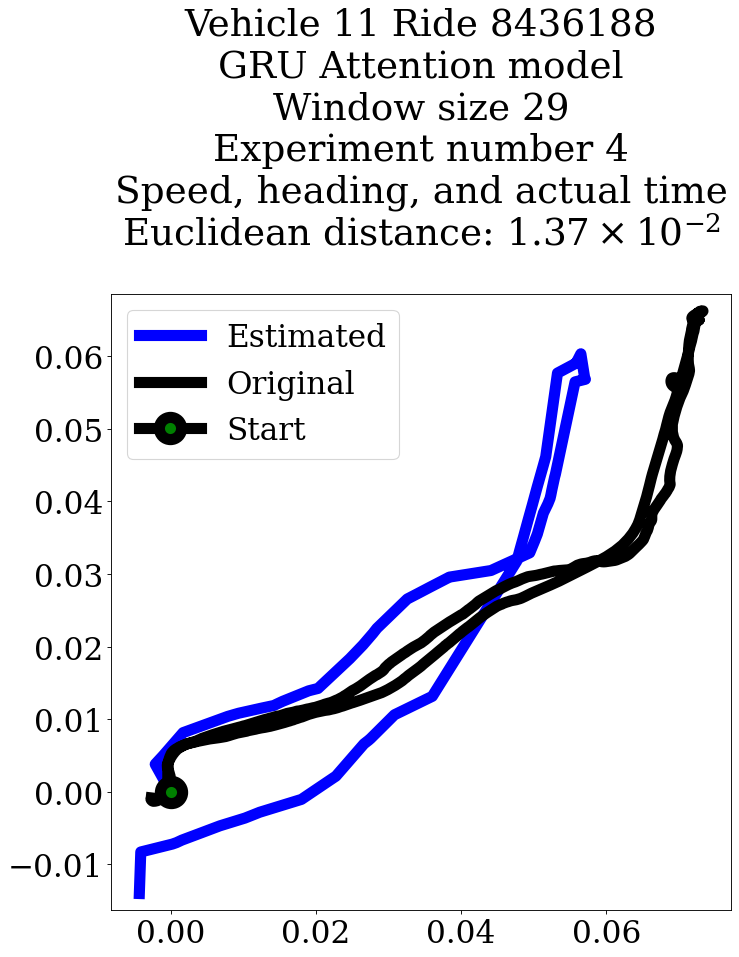 Vehicle 11 Ride 8436188
GRU Attention model
Window size 29
Experiment number 4
Speed, heading, and actual time
Euclidean distance: 1.37 × 10⁻²
Estimated
Original
Start
0.06
0.05
0.04
0.03
0.02
0.01
0.00
−0.01
0.00 0.02 0.04 0.06